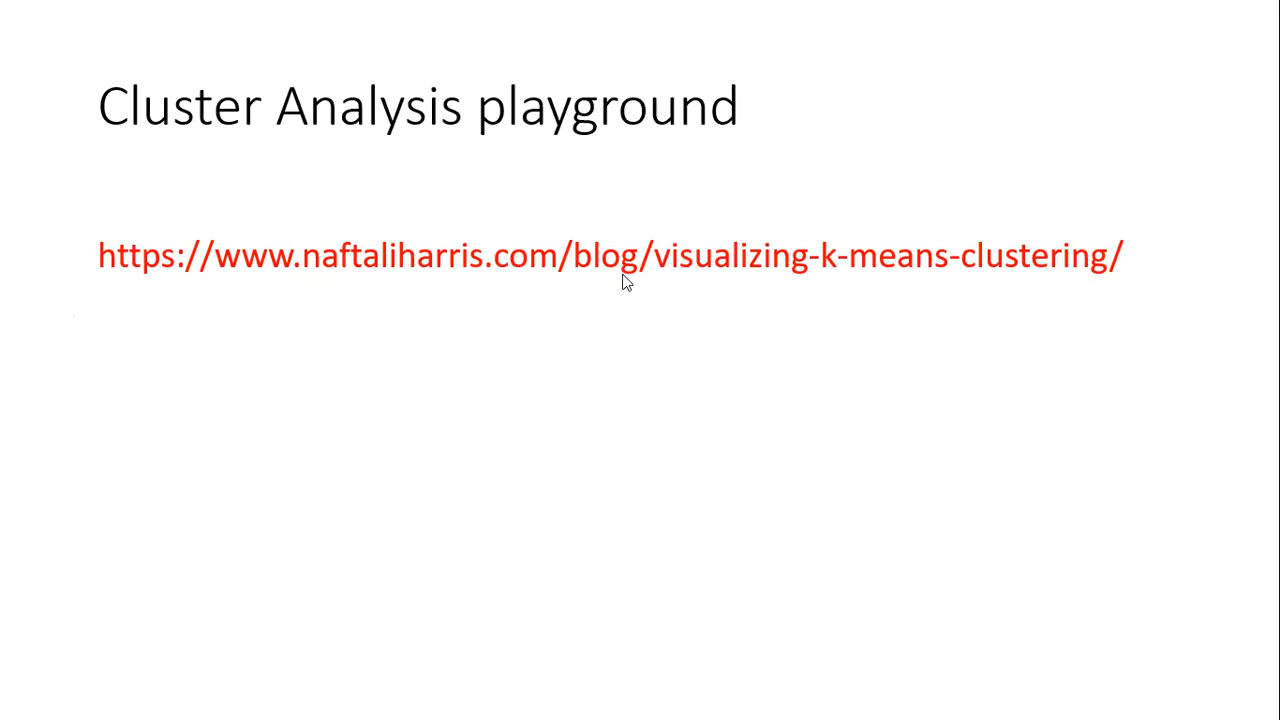 Cluster Analysis playground
https://www.naftaliharris.com/blog/visualizing-k-means-clustering/